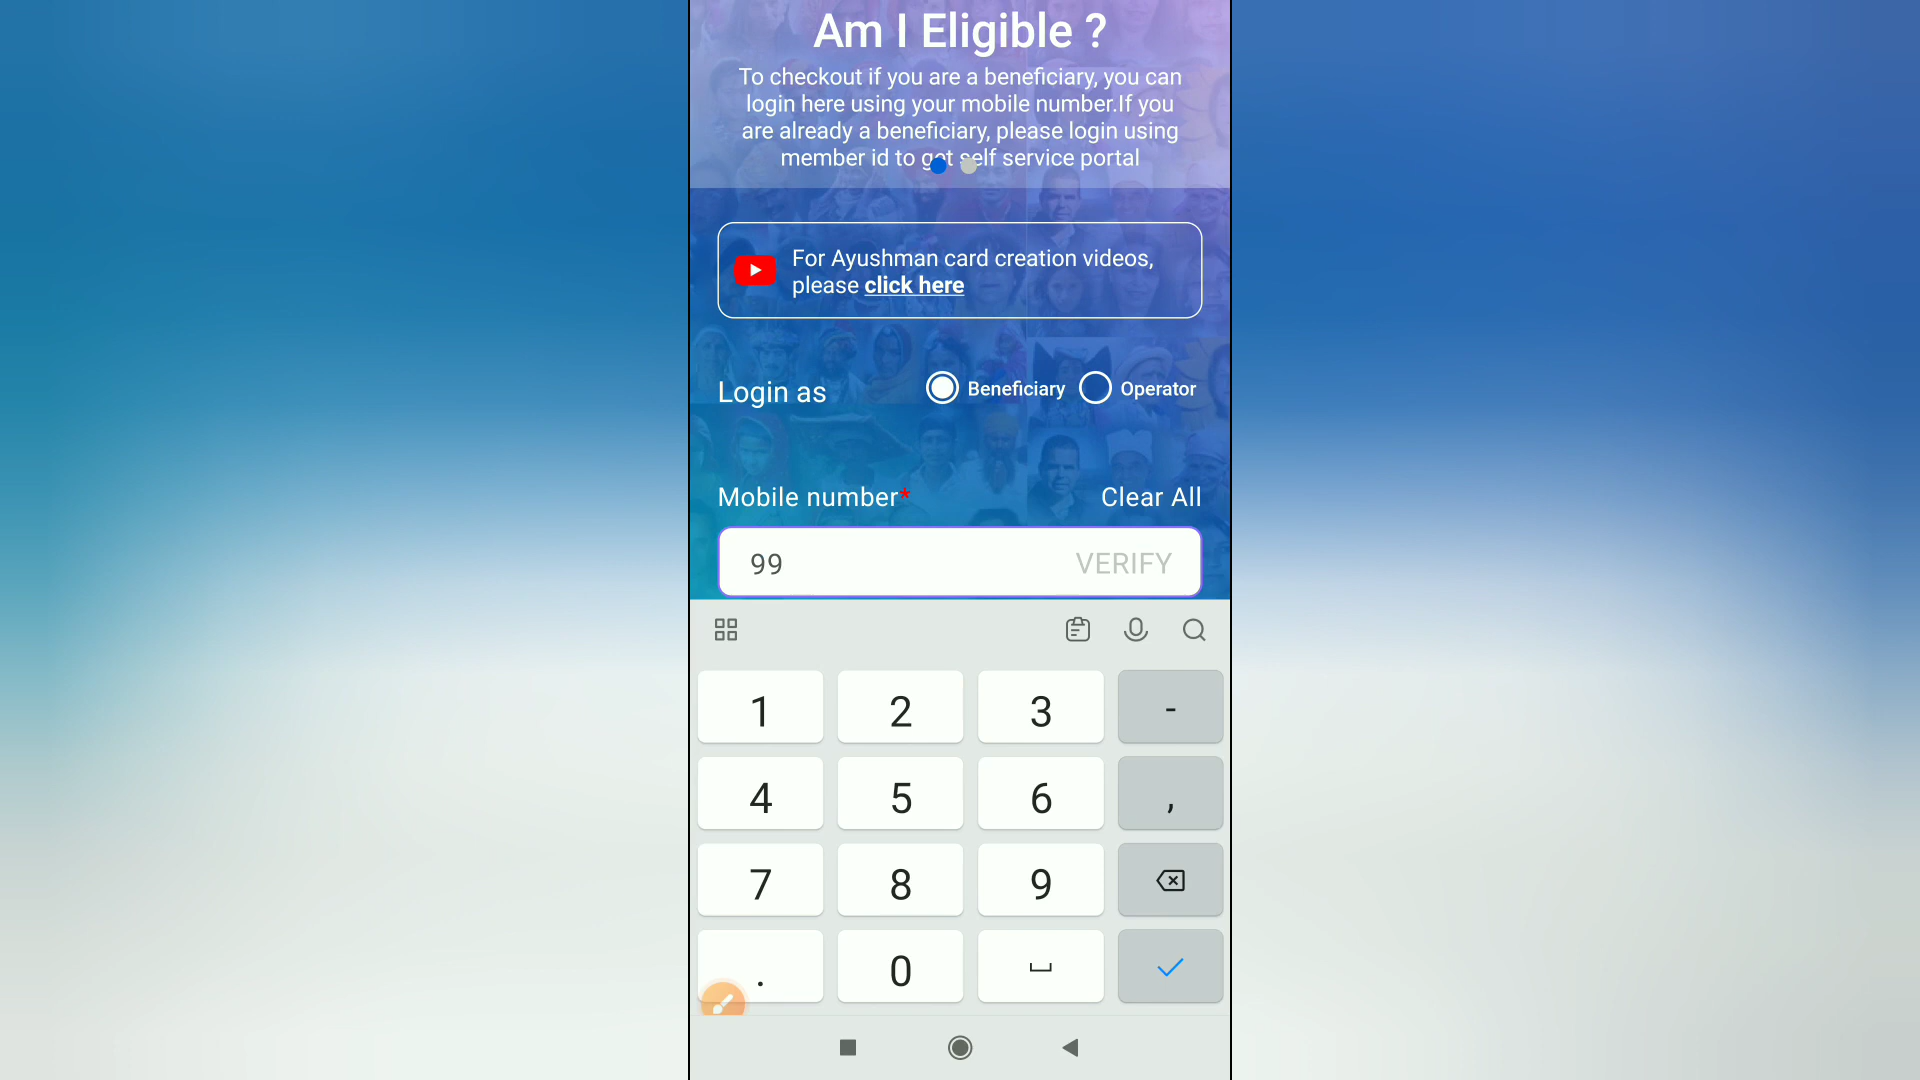 Am I Eligible ?
To checkout if you are a beneficiary, you can
login here using your mobile number.If you
are already a beneficiary, please login using
member id to get self service portal
For Ayushman card creation videos,
please click here
Login as
Beneficiary
Operator
Mobile number*
Clear All
99
VERIFY
1 2 3 -
4 5 6 ,
7 8 9
. 0